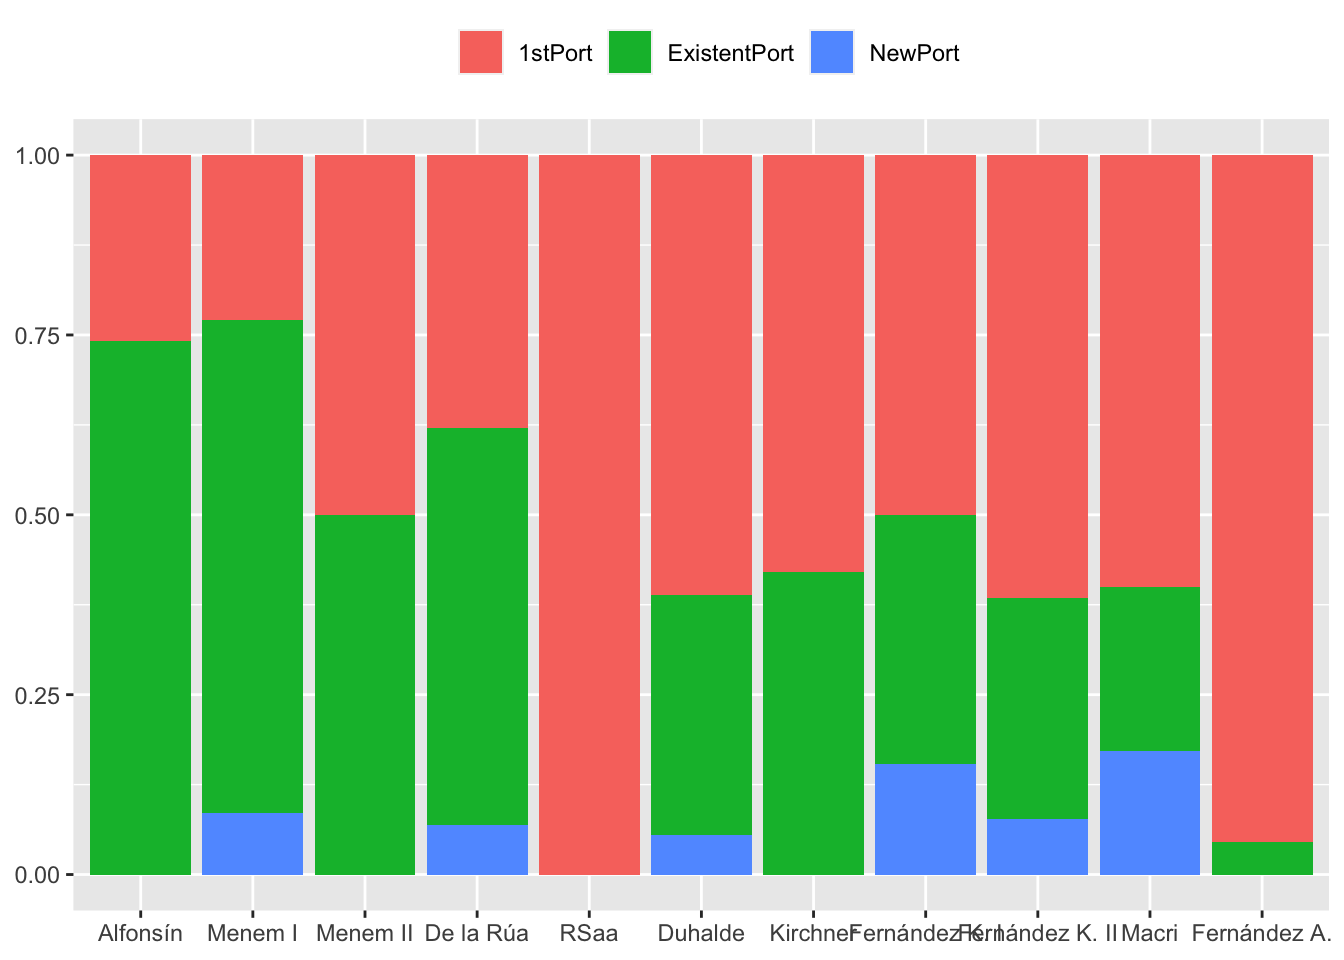 1stPort ExistentPort NewPort
1.00
0.75
0.50
0.25
0.00
Alfonsín Menem I Menem II De la Rúa RSaa Duhalde Kirchner Fernández K. I Fernández K. II Macri Fernández A.